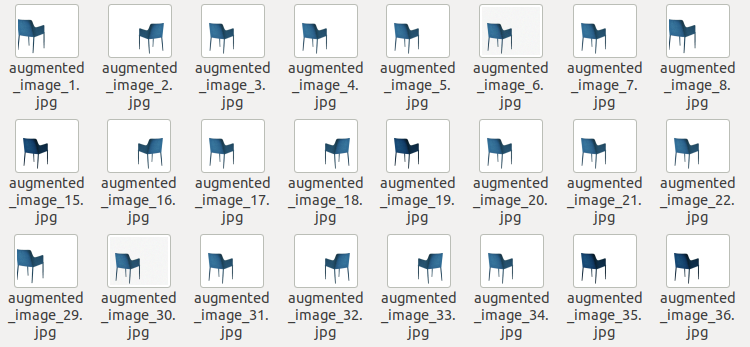 augmented augmented augmented augmented augmented augmented augmented augmented
_image_1. _image_2. _image_3. _image_4. _image_5. _image_6. _image_7. _image_8.
jpg jpg jpg jpg jpg jpg jpg jpg
augmented augmented augmented augmented augmented augmented augmented augmented
_image_15. _image_16. _image_17. _image_18. _image_19. _image_20. _image_21. _image_22.
jpg jpg jpg jpg jpg jpg jpg jpg
augmented augmented augmented augmented augmented augmented augmented augmented
_image_29. _image_30. _image_31. _image_32. _image_33. _image_34. _image_35. _image_36.
jpg jpg jpg jpg jpg jpg jpg jpg